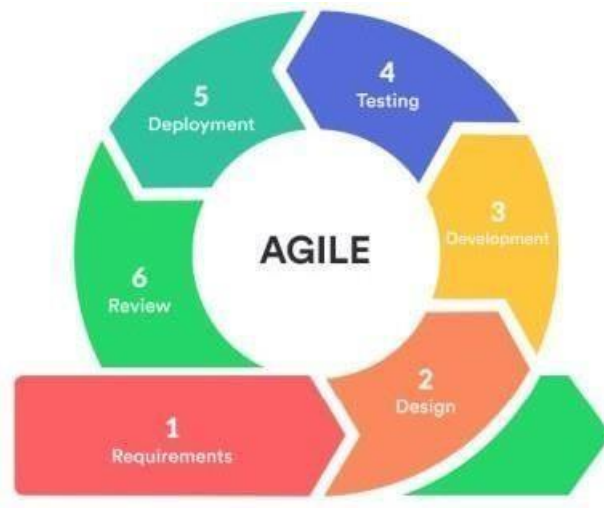 5
Deployment
4
Testing
3
Development
AGILE
6
Review
2
Design
1
Requirements